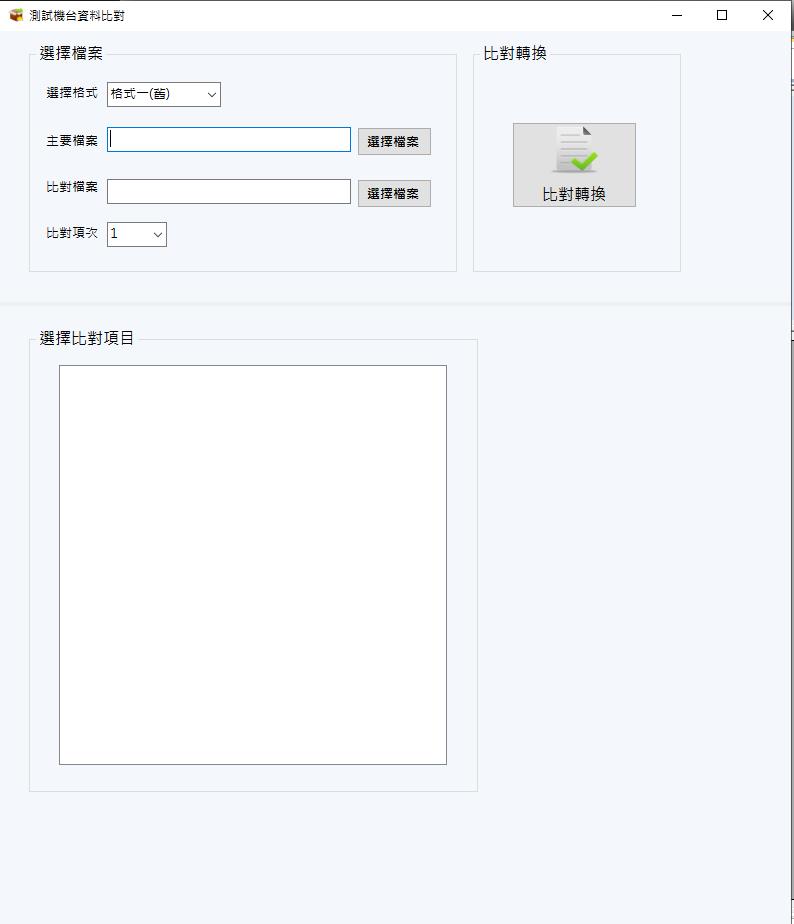 測試機台資料比對
選擇檔案
選擇格式 格式一(舊)
主要檔案 選擇檔案
比對檔案 選擇檔案
比對項次 1
比對轉換
比對轉換
選擇比對項目